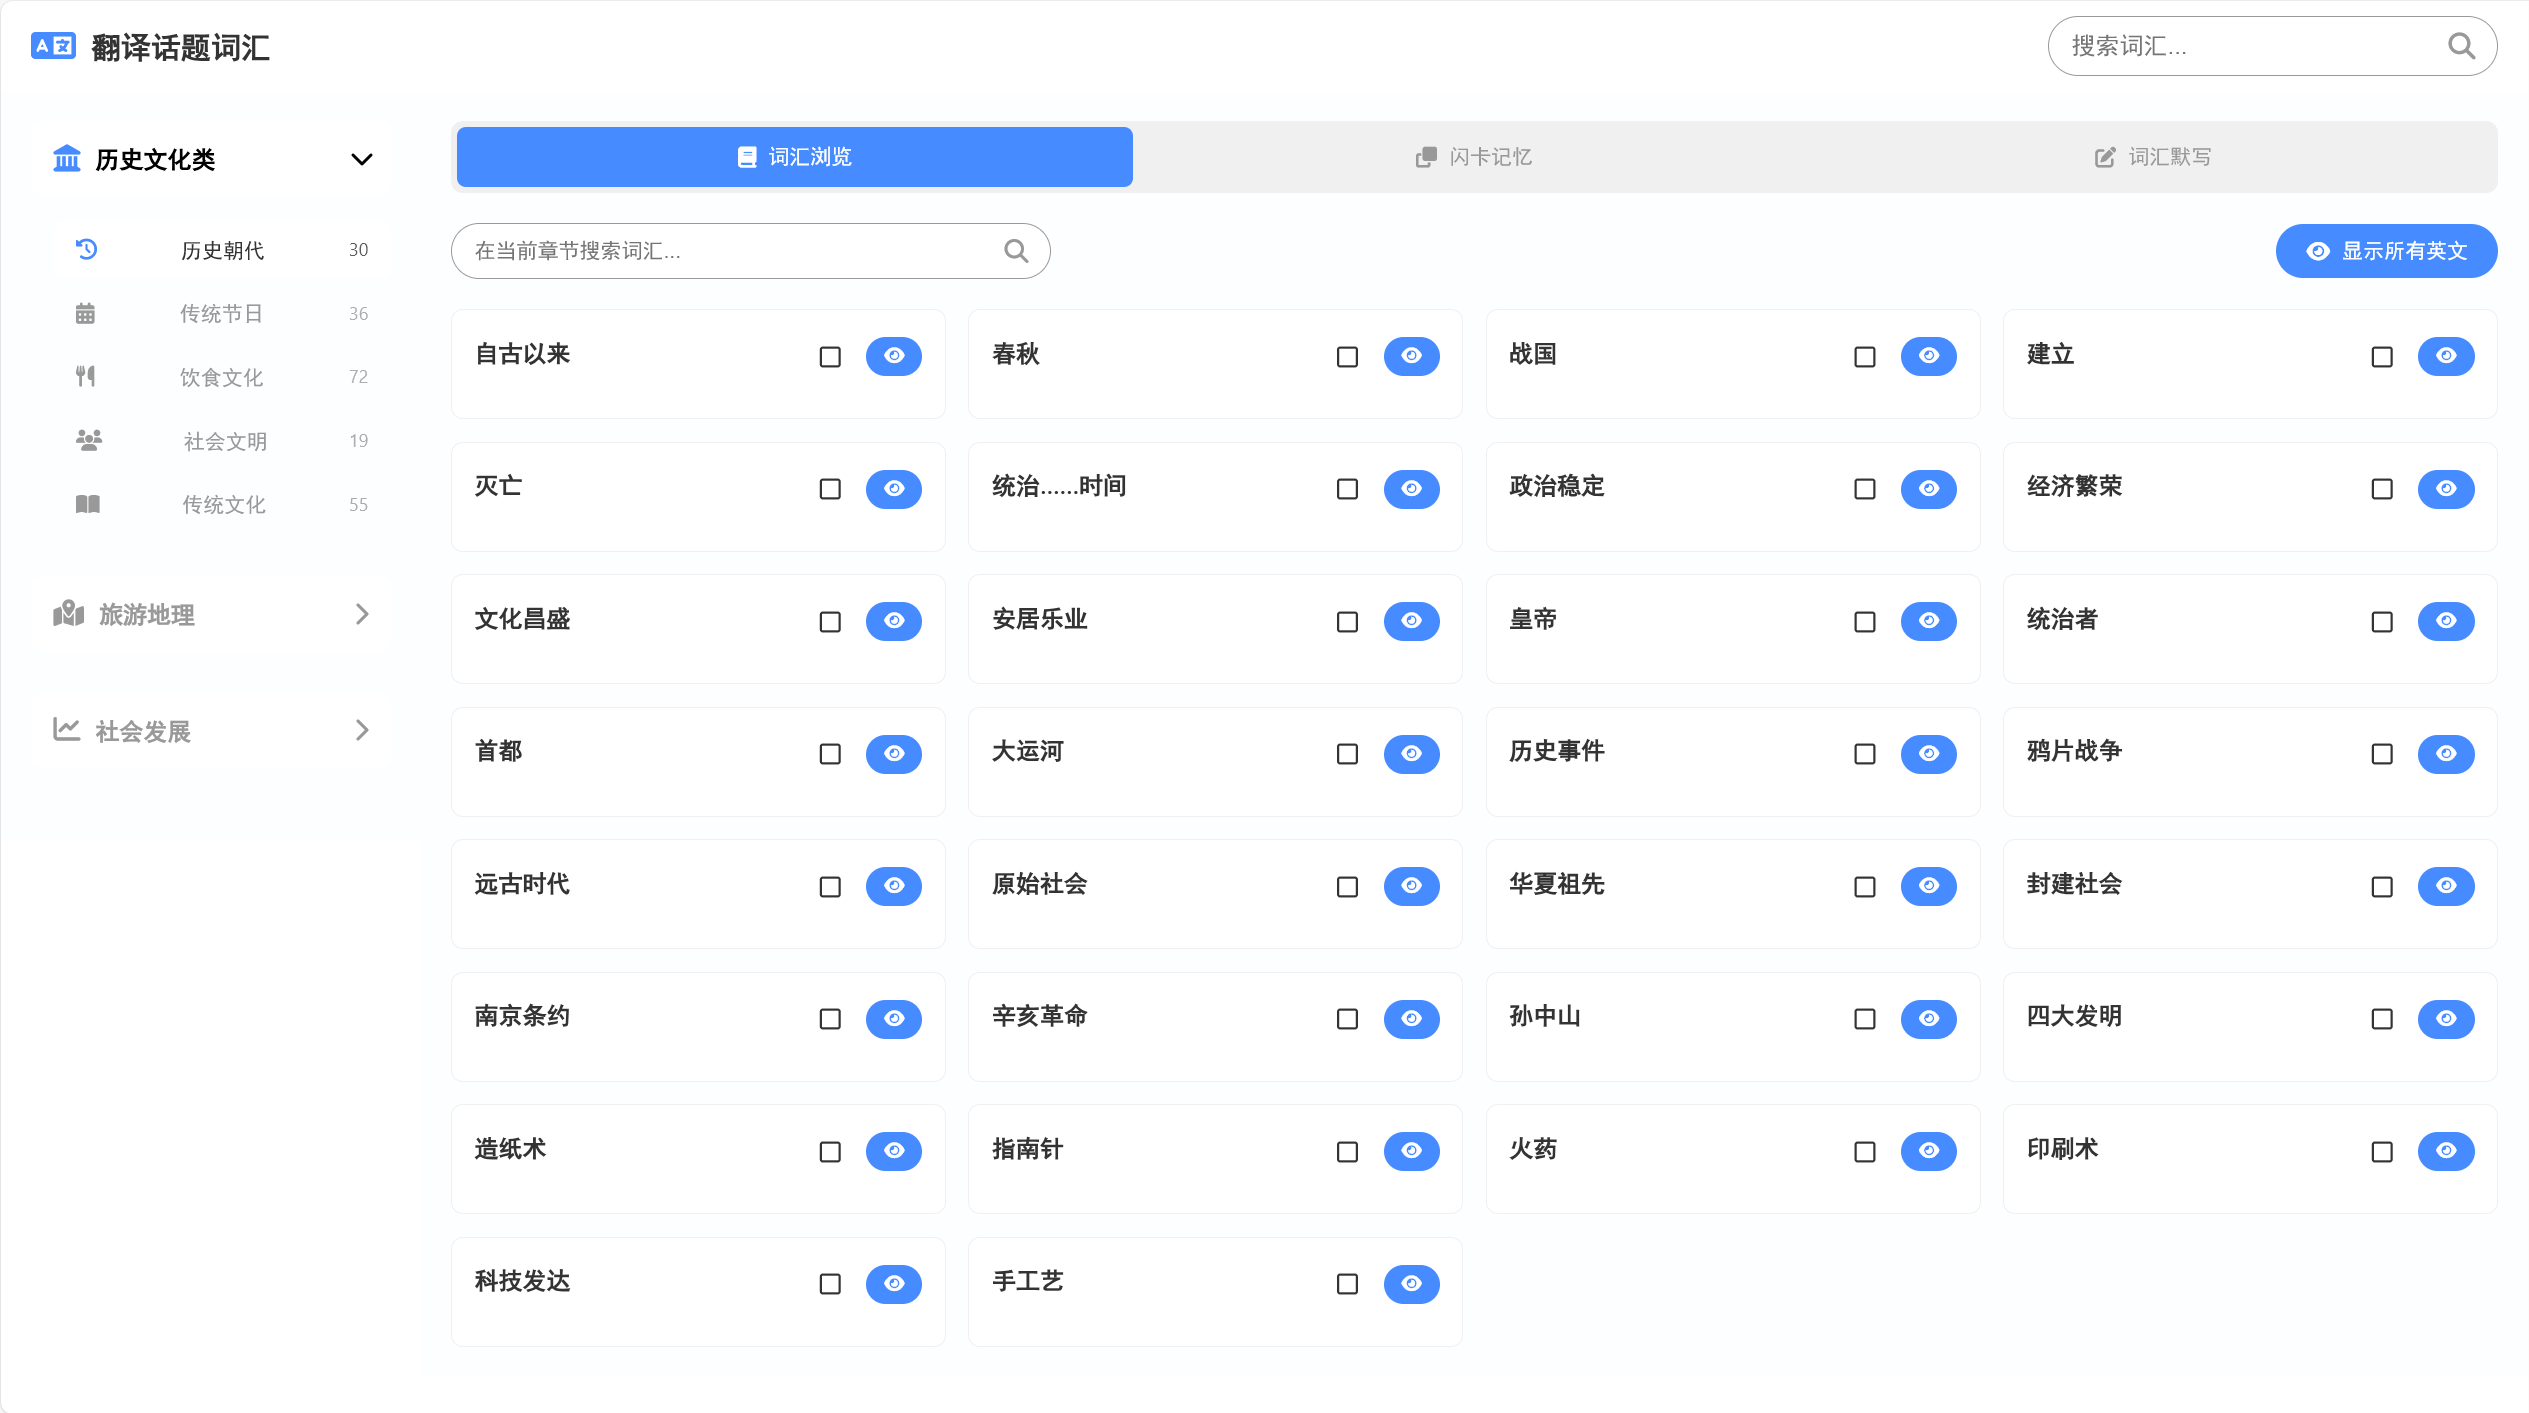 翻译话题词汇
搜索词汇...
历史文化类
历史朝代 30
传统节日 36
饮食文化 72
社会文明 19
传统文化 55
旅游地理
社会发展
词汇浏览
闪卡记忆
词汇默写
在当前章节搜索词汇...
显示所有英文
自古以来
春秋
战国
建立
灭亡
统治......时间
政治稳定
经济繁荣
文化昌盛
安居乐业
皇帝
统治者
首都
大运河
历史事件
鸦片战争
远古时代
原始社会
华夏祖先
封建社会
南京条约
辛亥革命
孙中山
四大发明
造纸术
指南针
火药
印刷术
科技发达
手工艺